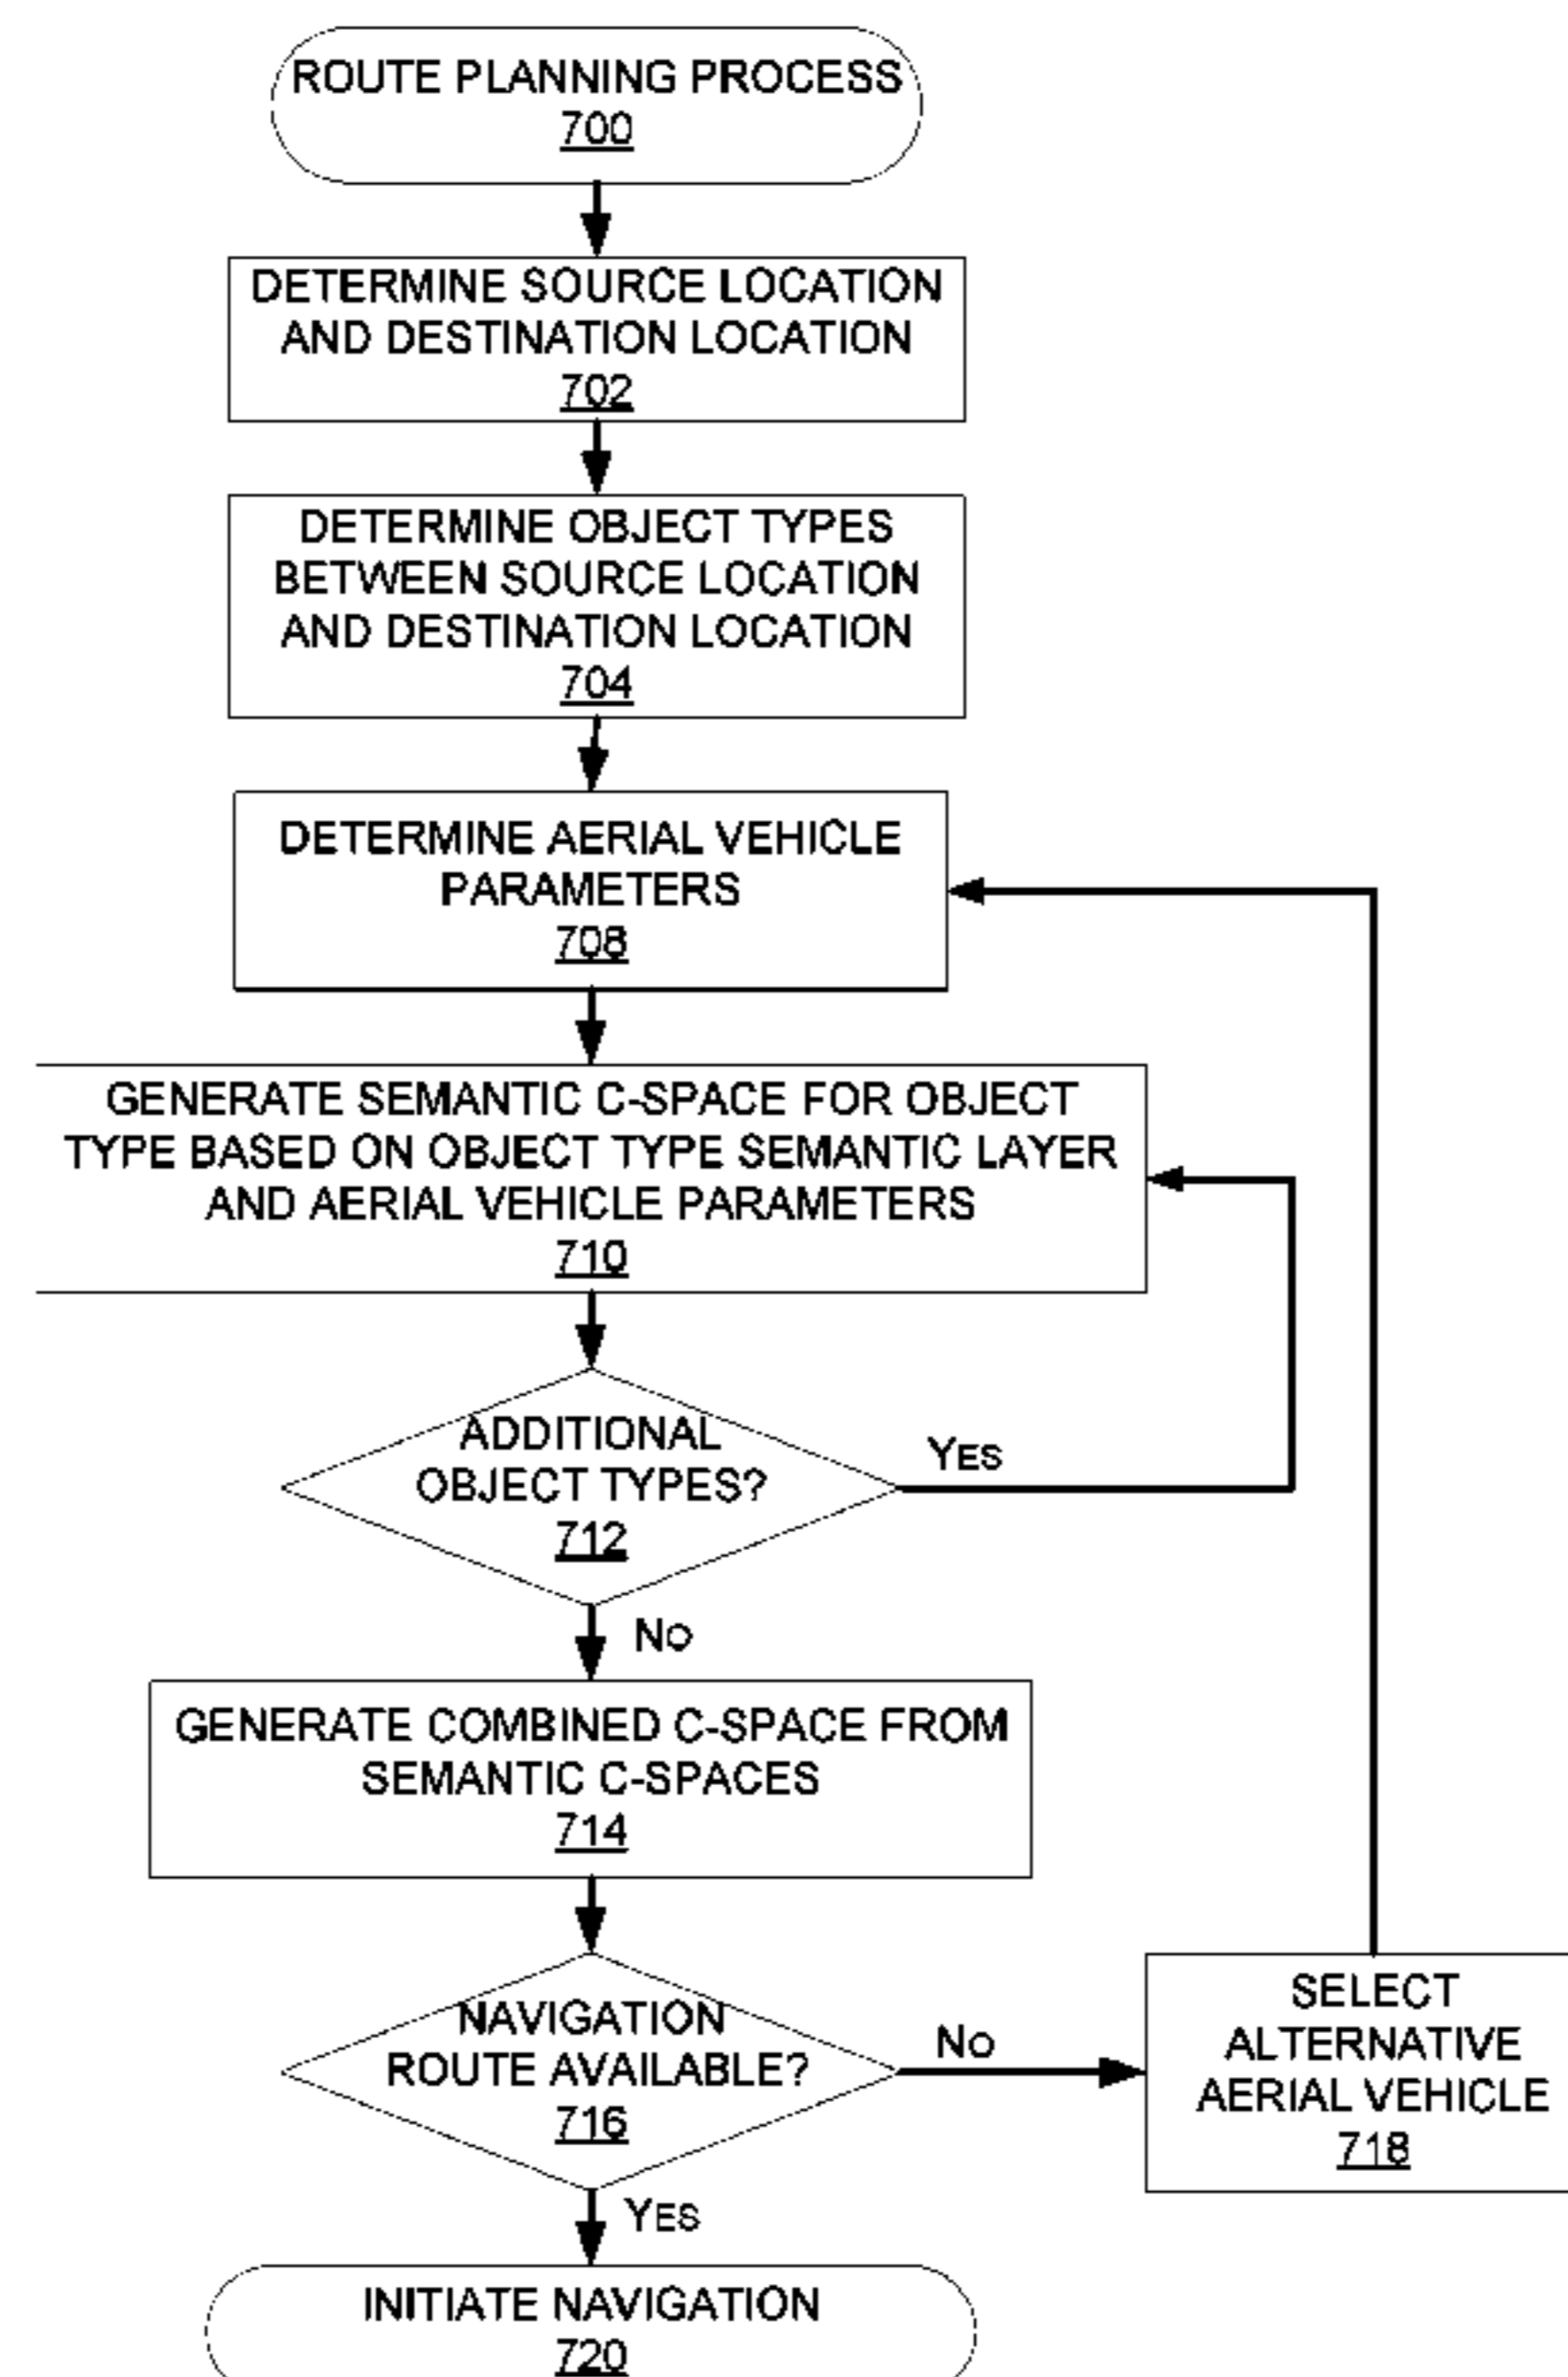 ROUTE PLANNING PROCESS
700
DETERMINE SOURCE LOCATION
AND DESTINATION LOCATION
702
DETERMINE OBJECT TYPES
BETWEEN SOURCE LOCATION
AND DESTINATION LOCATION
704
DETERMINE AERIAL VEHICLE
PARAMETERS
708
GENERATE SEMANTIC C-SPACE FOR OBJECT
TYPE BASED ON OBJECT TYPE SEMANTIC LAYER
AND AERIAL VEHICLE PARAMETERS
710
ADDITIONAL
OBJECT TYPES?
712
YES
NO
GENERATE COMBINED C-SPACE FROM
SEMANTIC C-SPACES
714
NAVIGATION
ROUTE AVAILABLE?
716
NO
SELECT
ALTERNATIVE
AERIAL VEHICLE
718
YES
INITIATE NAVIGATION
720